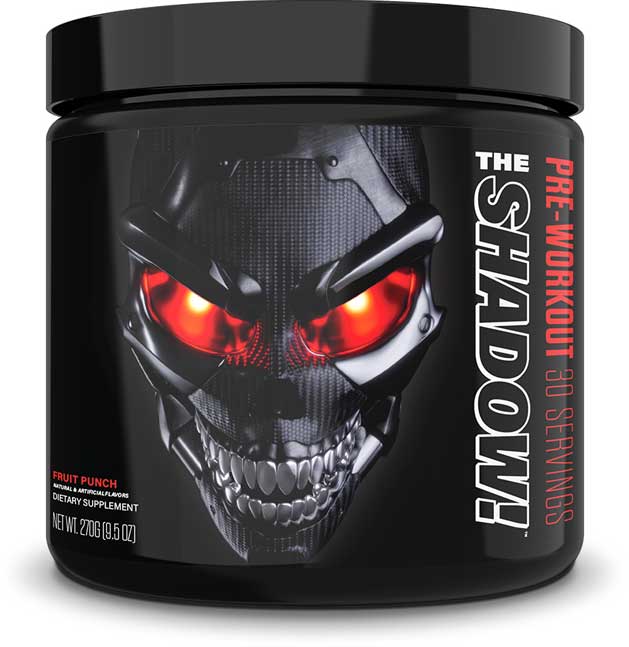 THE
SHADOW!™
PRE-WORKOUT 30 SERVINGS
FRUIT PUNCH
NATURAL & ARTIFICIAL FLAVORS
DIETARY SUPPLEMENT
NET WT. 270G (9.5 OZ)